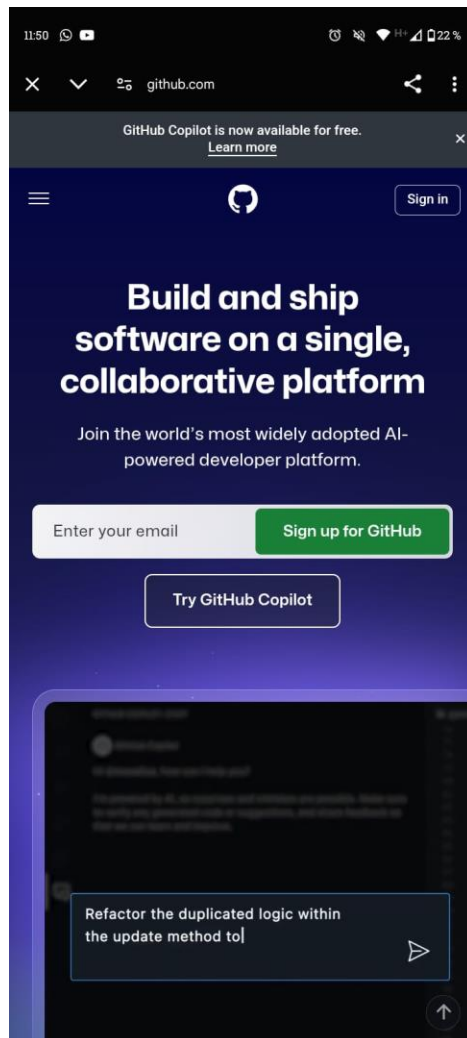 11:50 H+ 22 %
github.com
GitHub Copilot is now available for free.
Learn more
Sign in
Build and ship
software on a single,
collaborative platform
Join the world's most widely adopted AI-
powered developer platform.
Enter your email Sign up for GitHub
Try GitHub Copilot
GitHub Copilot
Refactor the duplicated logic within
the update method to